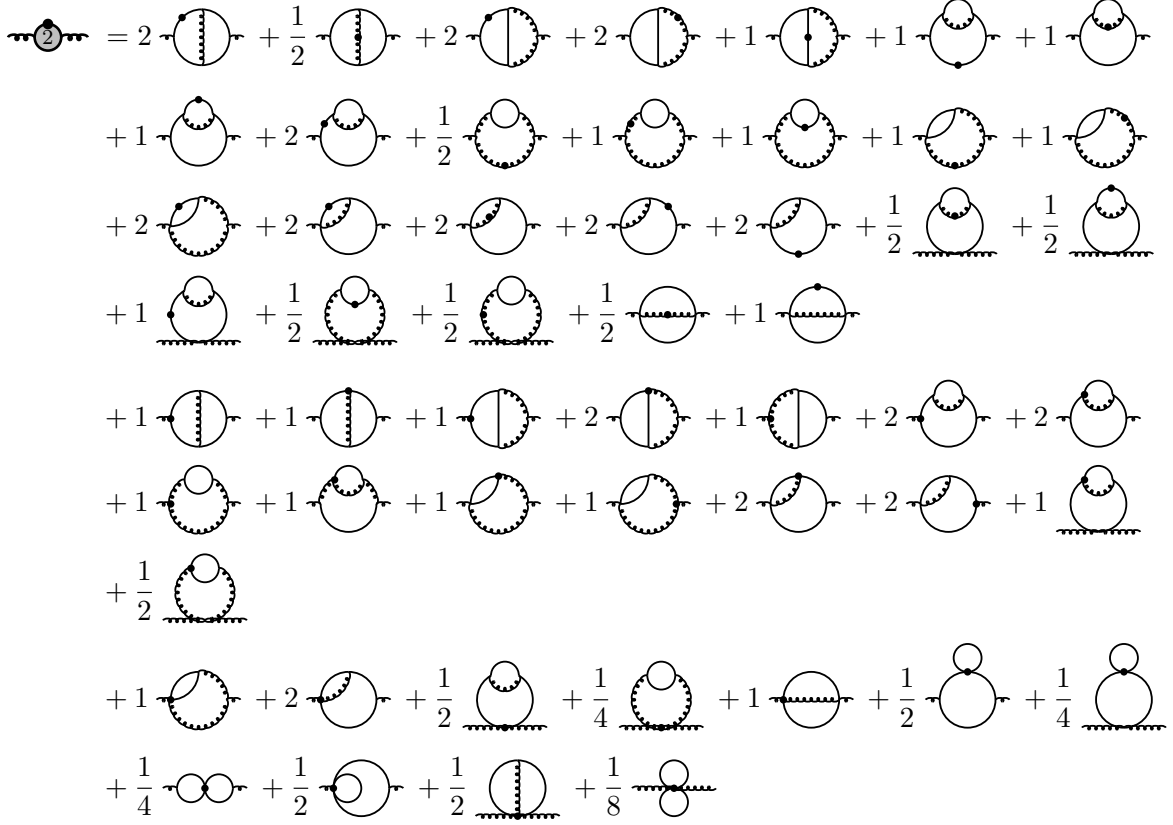 2 = 2 + 1/2 + 2 + 2 + 1 + 1 + 1
+ 1 + 2 + 1/2 + 1 + 1 + 1 + 1
+ 2 + 2 + 2 + 2 + 2 + 1/2 + 1/2
+ 1 + 1/2 + 1/2 + 1/2 + 1
+ 1 + 1 + 1 + 2 + 1 + 2 + 2
+ 1 + 1 + 1 + 1 + 2 + 2 + 1
+ 1/2
+ 1 + 2 + 1/2 + 1/4 + 1 + 1/2 + 1/4
+ 1/4 + 1/2 + 1/2 + 1/8